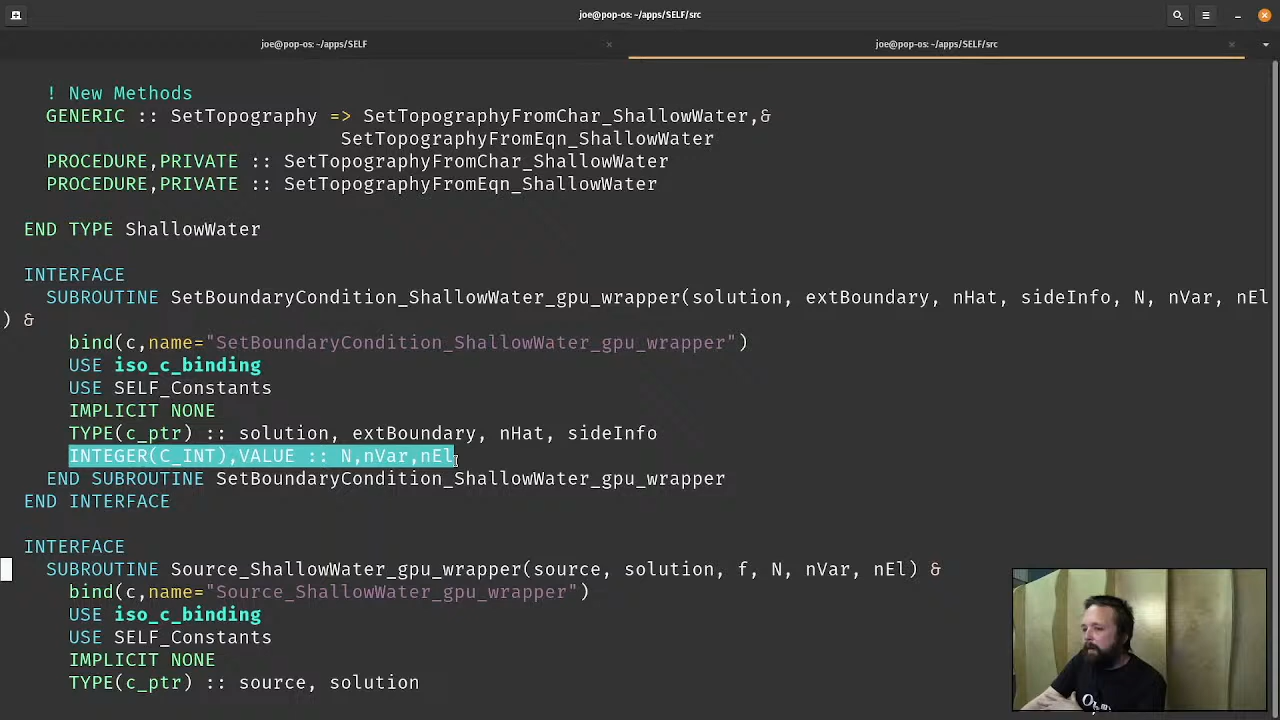 joe@pop-os: ~/apps/SELF/src
joe@pop-os: ~/apps/SELF
joe@pop-os: ~/apps/SELF/src
! New Methods
GENERIC :: SetTopography => SetTopographyFromChar_ShallowWater,&
SetTopographyFromEqn_ShallowWater
PROCEDURE,PRIVATE :: SetTopographyFromChar_ShallowWater
PROCEDURE,PRIVATE :: SetTopographyFromEqn_ShallowWater
END TYPE ShallowWater
INTERFACE
SUBROUTINE SetBoundaryCondition_ShallowWater_gpu_wrapper(solution, extBoundary, nHat, sideInfo, N, nVar, nEl
) &
bind(c,name="SetBoundaryCondition_ShallowWater_gpu_wrapper")
USE iso_c_binding
USE SELF_Constants
IMPLICIT NONE
TYPE(c_ptr) :: solution, extBoundary, nHat, sideInfo
INTEGER(C_INT),VALUE :: N,nVar,nEl
END SUBROUTINE SetBoundaryCondition_ShallowWater_gpu_wrapper
END INTERFACE
INTERFACE
SUBROUTINE Source_ShallowWater_gpu_wrapper(source, solution, f, N, nVar, nEl) &
bind(c,name="Source_ShallowWater_gpu_wrapper")
USE iso_c_binding
USE SELF_Constants
IMPLICIT NONE
TYPE(c_ptr) :: source, solution